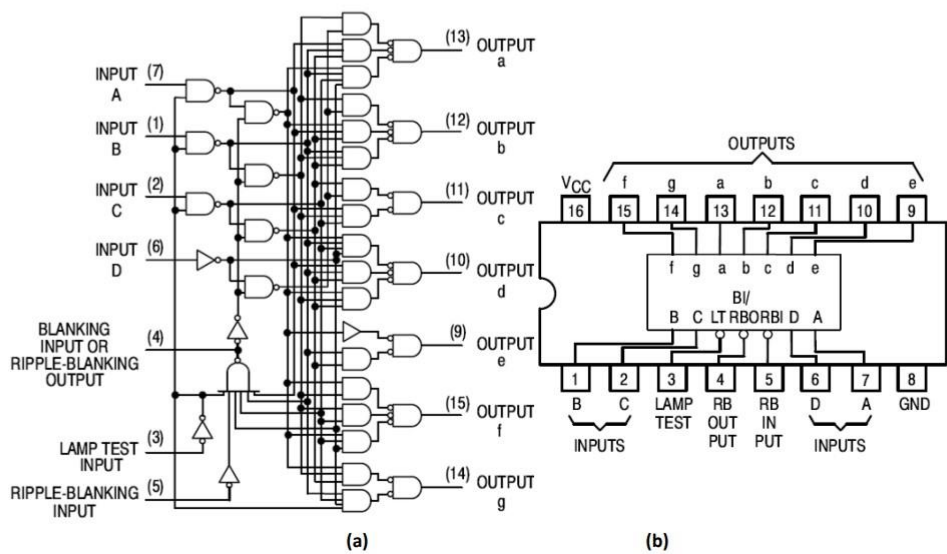 INPUT A (7)
INPUT B (1)
INPUT C (2)
INPUT D (6)
BLANKING
INPUT OR (4)
RIPPLE-BLANKING
OUTPUT
LAMP TEST (3)
INPUT
RIPPLE-BLANKING (5)
INPUT
(13) OUTPUT a
(12) OUTPUT b
(11) OUTPUT c
(10) OUTPUT d
(9) OUTPUT e
(15) OUTPUT f
(14) OUTPUT g
(a)
OUTPUTS
VCC f g a b c d e
16 15 14 13 12 11 10 9
f g a b c d e
BI/
B C LT RBO RBI D A
1 2 3 4 5 6 7 8
B C LAMP TEST RB OUT PUT RB IN PUT D A GND
INPUTS INPUTS
(b)